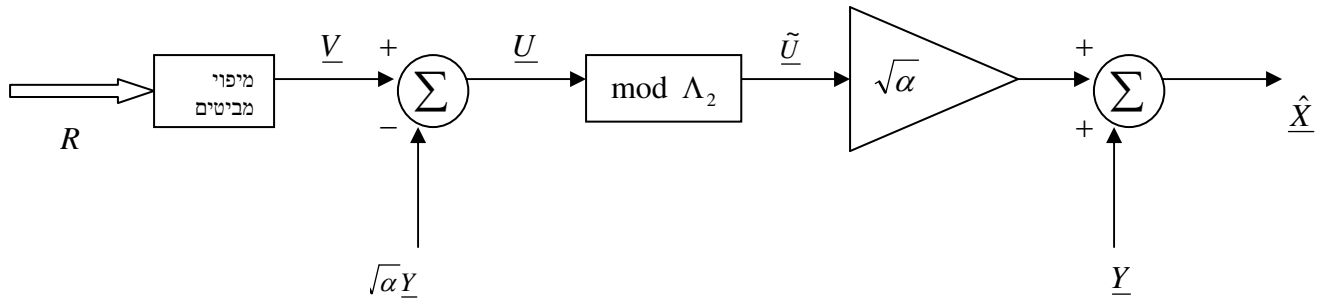 R
מיפוי
מביטים
V
+
−
Σ
√αY
U
mod Λ₂
Ũ
√α
+
+
Σ
Y
X̂